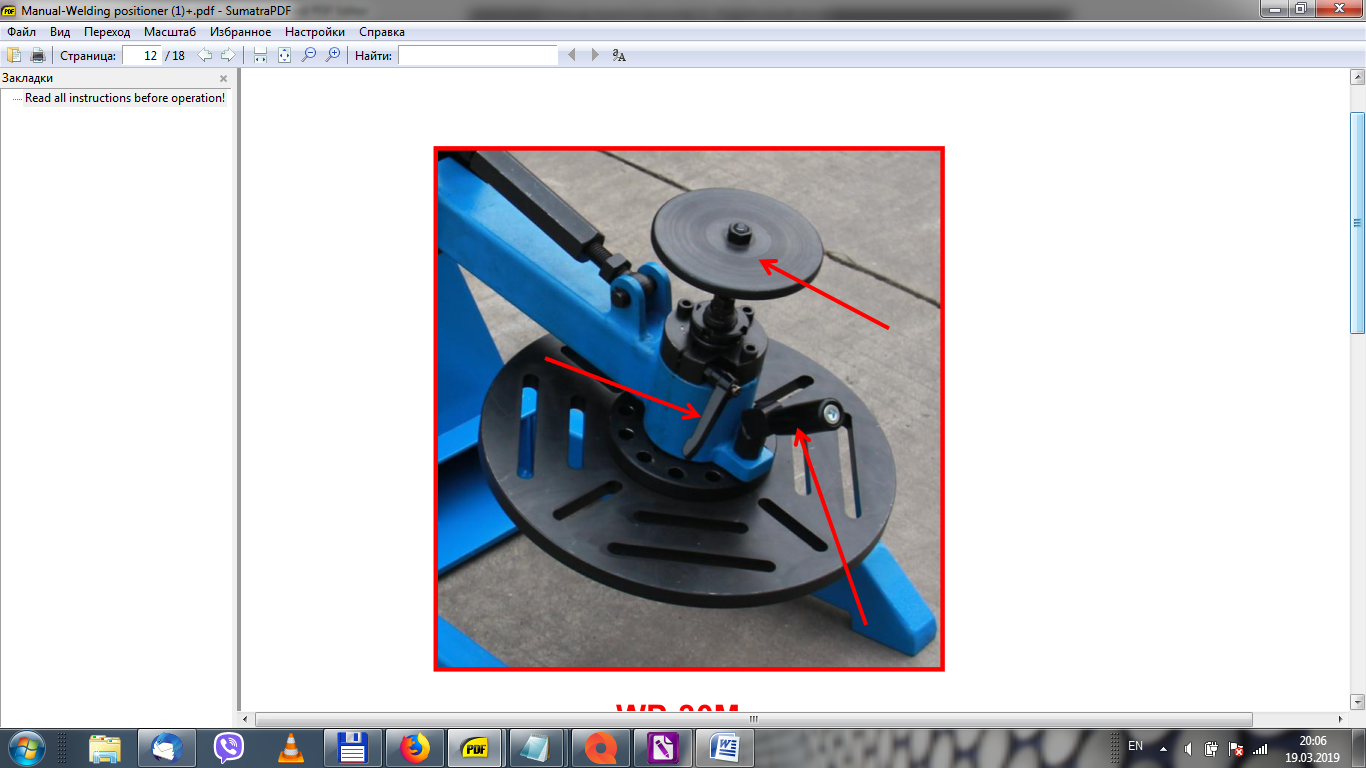 Manual-Welding positioner (1)+.pdf - SumatraPDF
Файл Вид Переход Масштаб Избранное Настройки Справка
Страница: 12 / 18 Найти:
Закладки
Read all instructions before operation!
PDF
W
EN
20:06
19.03.2019